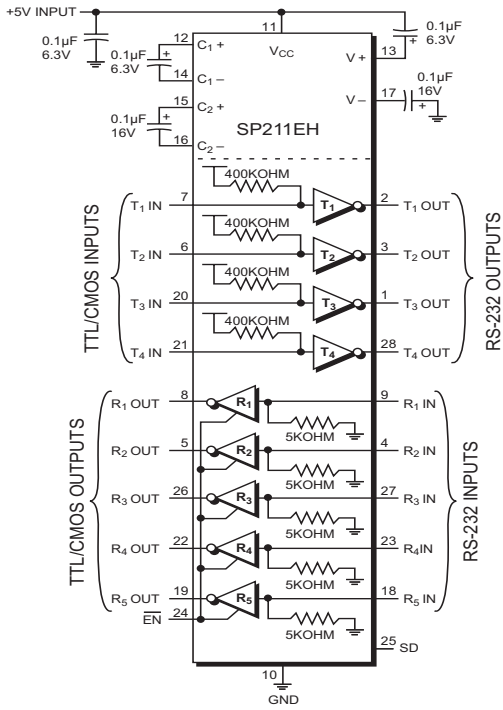 +5V INPUT
0.1µF
6.3V
12
C1 +
0.1µF
6.3V
14
C1 –
15
C2 +
0.1µF
16V
16
C2 –
11
VCC
V +
13
0.1µF
6.3V
V –
17
0.1µF
16V
SP211EH
TTL/CMOS INPUTS
RS-232 OUTPUTS
400KOHM
T1 IN 7 T1 2 T1 OUT
400KOHM
T2 IN 6 T2 3 T2 OUT
400KOHM
T3 IN 20 T3 1 T3 OUT
400KOHM
T4 IN 21 T4 28 T4 OUT
TTL/CMOS OUTPUTS
RS-232 INPUTS
R1 OUT 8 R1 9 R1 IN
5KOHM
R2 OUT 5 R2 4 R2 IN
5KOHM
R3 OUT 26 R3 27 R3 IN
5KOHM
R4 OUT 22 R4 23 R4IN
5KOHM
R5 OUT 19 R5 18 R5 IN
EN 24
5KOHM
25 SD
10
GND